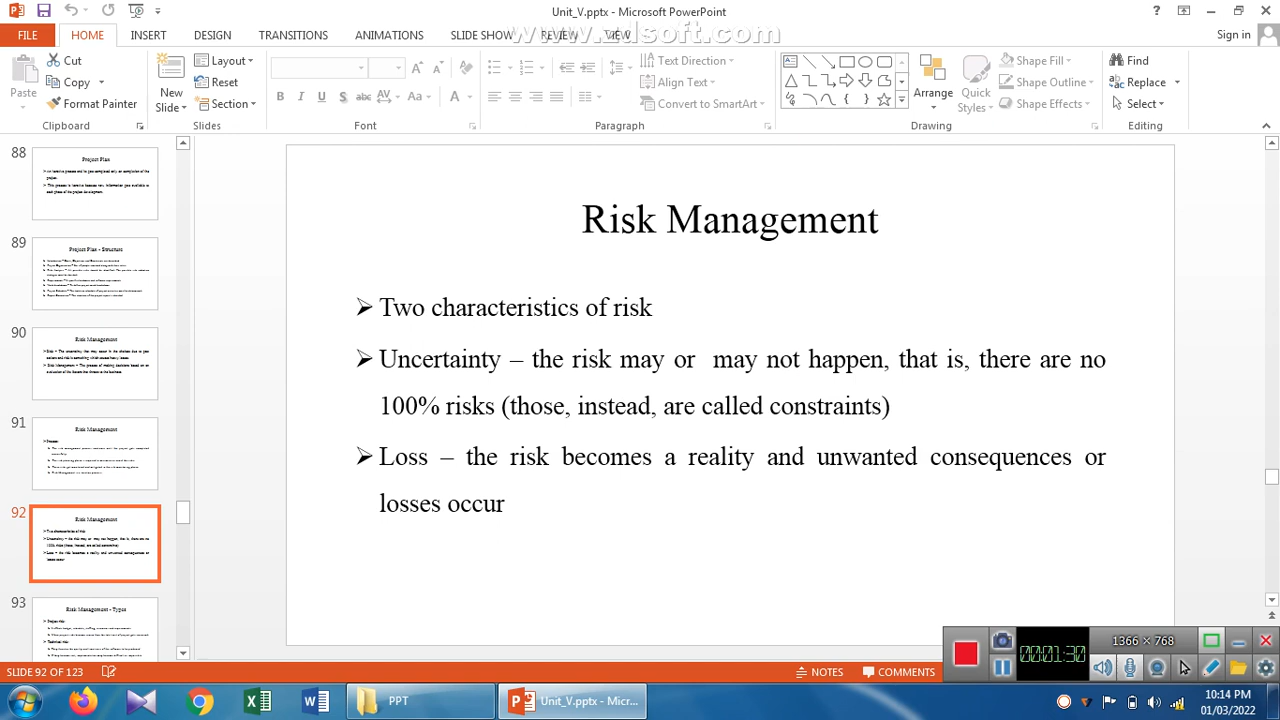 Unit_V.pptx - Microsoft PowerPoint
FILE HOME INSERT DESIGN TRANSITIONS ANIMATIONS SLIDE SHOW REVIEW VIEW
www.zdsoft.com
Sign in
Paste
Cut
Copy
Format Painter
Clipboard
New Slide
Layout
Reset
Section
Slides
Font
Text Direction
Align Text
Convert to SmartArt
Paragraph
Arrange
Quick Styles
Shape Fill
Shape Outline
Shape Effects
Drawing
Find
Replace
Select
Editing
88
Project Plan
89
Project Plan - Structure
90
Risk Management
91
Risk Management
92
Risk Management
93
Risk Management - Types
Project risk:
Technical risk:
Risk Management
➢ Two characteristics of risk
➢ Uncertainty – the risk may or may not happen, that is, there are no
100% risks (those, instead, are called constraints)
➢ Loss – the risk becomes a reality and unwanted consequences or
losses occur
1366 × 768
00:01:30
SLIDE 92 OF 123
NOTES
COMMENTS
PPT
Unit_V.pptx - Micr...
10:14 PM
01/03/2022